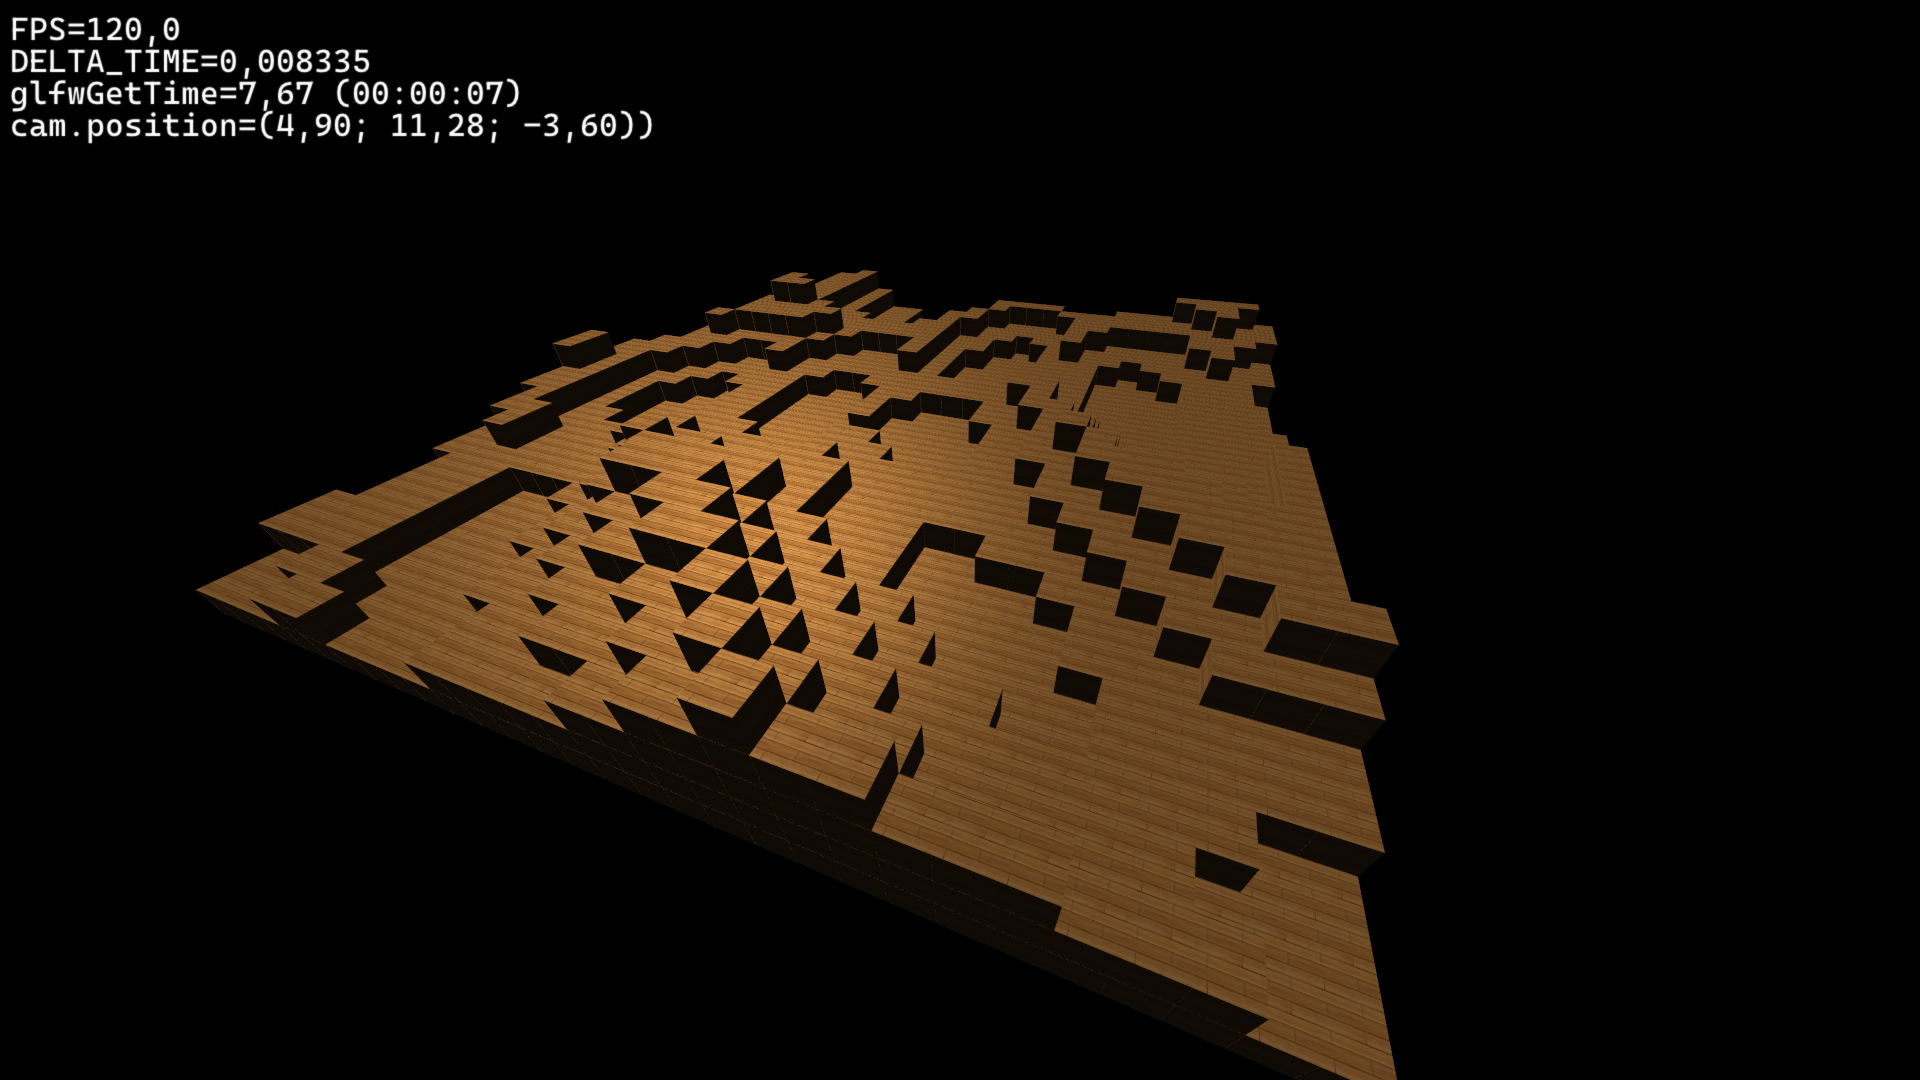 FPS=120,0
DELTA_TIME=0,008335
glfwGetTime=7,67 (00:00:07)
cam.position=(4,90; 11,28; −3,60))